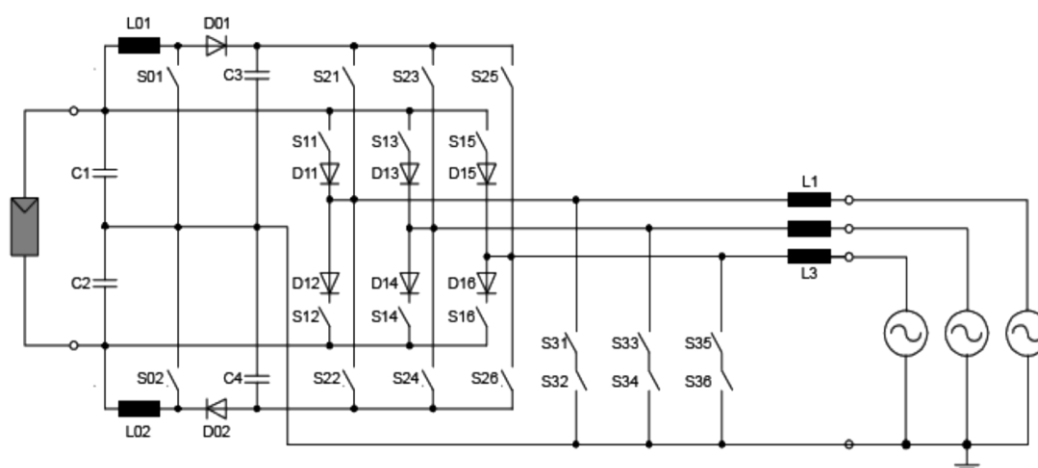 L01 D01
S01 C3 S21 S23 S25
S11 S13 S15
C1 D11 D13 D15
L1
C2 D12 D14 D16 L3
S12 S14 S16
S31 S33 S35
S02 C4 S22 S24 S26 S32 S34 S36
L02 D02